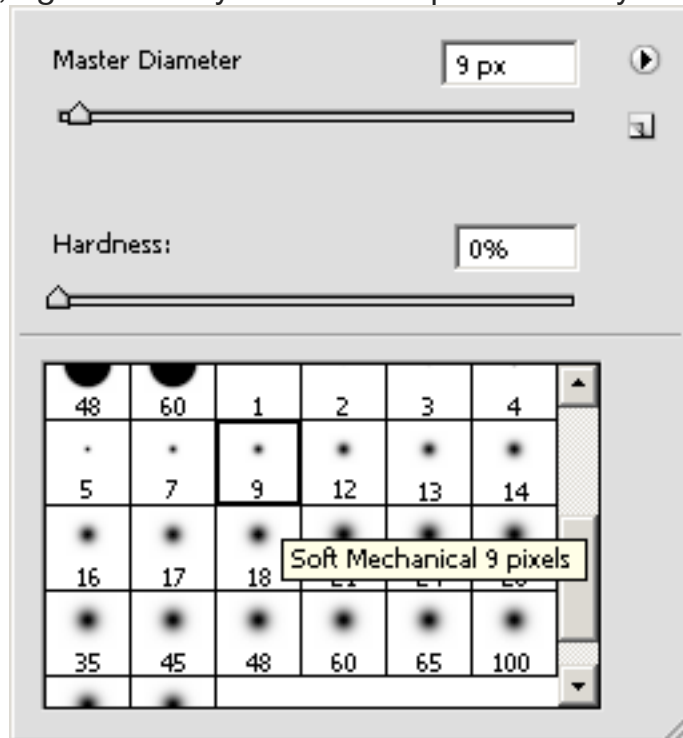 Master Diameter 9 px
Hardness: 0%
48 60 1 2 3 4
5 7 9 12 13 14
16 17 18
Soft Mechanical 9 pixels
35 45 48 60 65 100